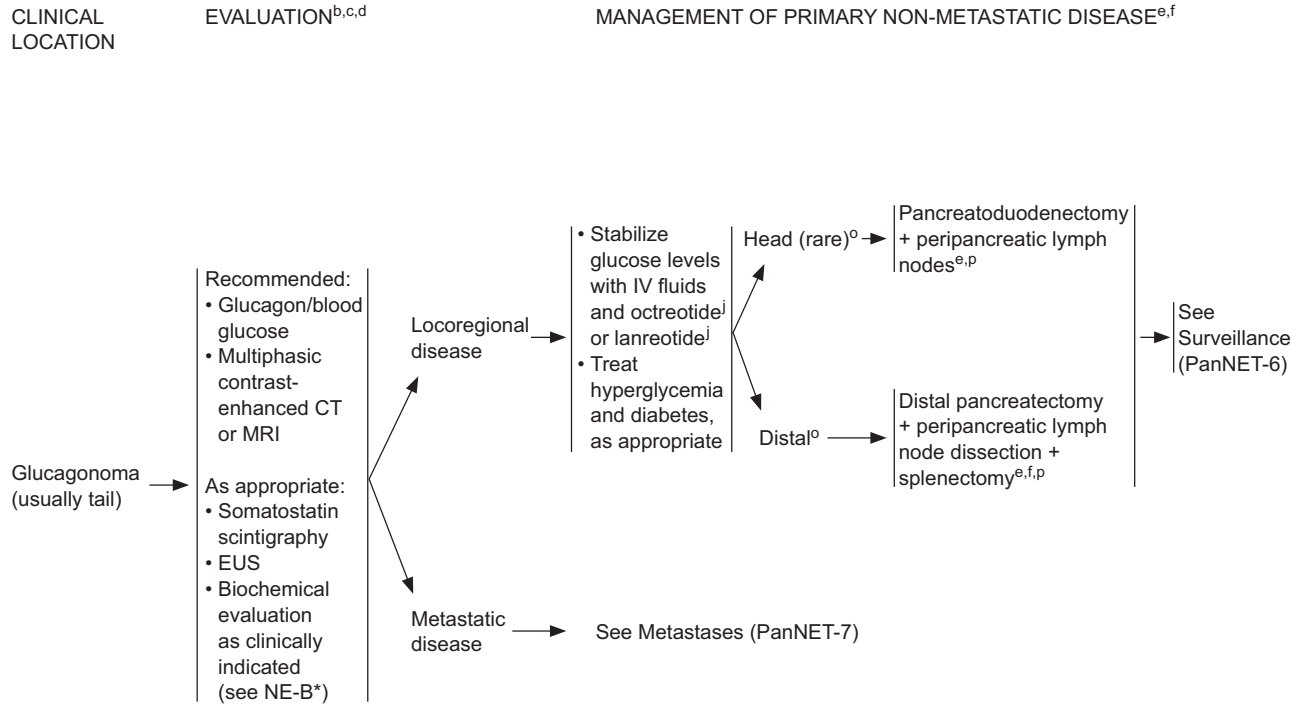 CLINICAL
LOCATION
EVALUATIONb,c,d
MANAGEMENT OF PRIMARY NON-METASTATIC DISEASEe,f
Glucagonoma
(usually tail)
Recommended:
• Glucagon/blood
glucose
• Multiphasic
contrast-
enhanced CT
or MRI
As appropriate:
• Somatostatin
scintigraphy
• EUS
• Biochemical
evaluation
as clinically
indicated
(see NE-B*)
Locoregional
disease
• Stabilize
glucose levels
with IV fluids
and octreotidej
or lanreotidej
• Treat
hyperglycemia
and diabetes,
as appropriate
Head (rare)o
Pancreatoduodenectomy
+ peripancreatic lymph
nodese,p
Distalo
Distal pancreatectomy
+ peripancreatic lymph
node dissection +
splenectomye,f,p
See
Surveillance
(PanNET-6)
Metastatic
disease
See Metastases (PanNET-7)